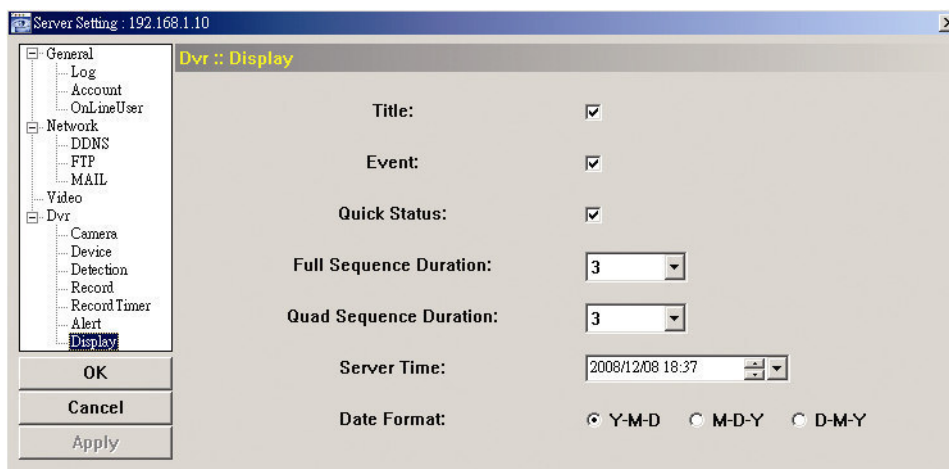 Server Setting : 192.168.1.10
General
Log
Account
OnLineUser
Network
DDNS
FTP
MAIL
Video
Dvr
Camera
Device
Detection
Record
Record Timer
Alert
Display
OK
Cancel
Apply
Dvr :: Display
Title:
Event:
Quick Status:
Full Sequence Duration: 3
Quad Sequence Duration: 3
Server Time: 2008/12/08 18:37
Date Format: Y-M-D M-D-Y D-M-Y